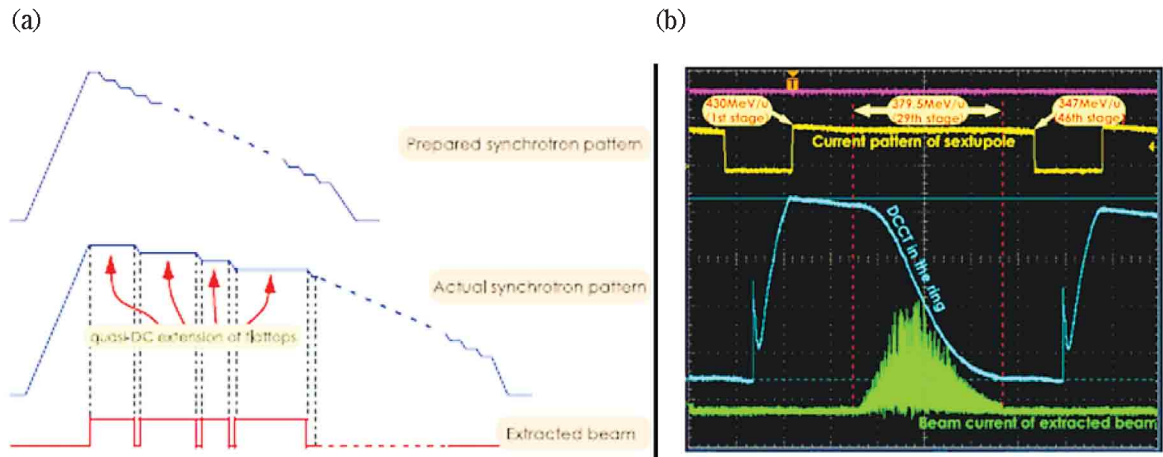 (a)
(b)
Prepared synchrotron pattern
Actual synchrotron pattern
quasi-DC extension of flattops
Extracted beam
T
430MeV/u
(1st stage)
379.5MeV/u
(29th stage)
347MeV/u
(46th stage)
Current pattern of sextupole
DCCT in the ring
Beam current of extracted beam